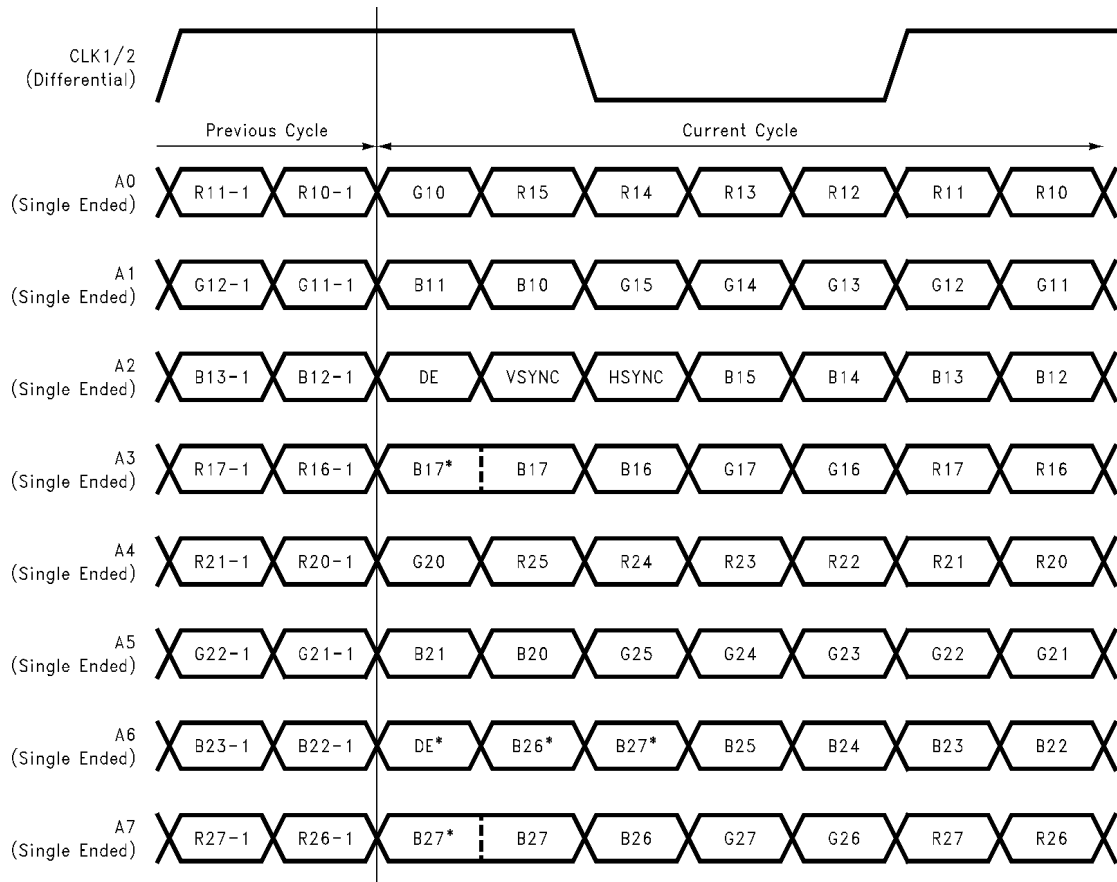 CLK1/2
(Differential)
Previous Cycle Current Cycle
A0
(Single Ended)
R11-1 R10-1 G10 R15 R14 R13 R12 R11 R10
A1
(Single Ended)
G12-1 G11-1 B11 B10 G15 G14 G13 G12 G11
A2
(Single Ended)
B13-1 B12-1 DE VSYNC HSYNC B15 B14 B13 B12
A3
(Single Ended)
R17-1 R16-1 B17* B17 B16 G17 G16 R17 R16
A4
(Single Ended)
R21-1 R20-1 G20 R25 R24 R23 R22 R21 R20
A5
(Single Ended)
G22-1 G21-1 B21 B20 G25 G24 G23 G22 G21
A6
(Single Ended)
B23-1 B22-1 DE* B26* B27* B25 B24 B23 B22
A7
(Single Ended)
R27-1 R26-1 B27* B27 B26 G27 G26 R27 R26